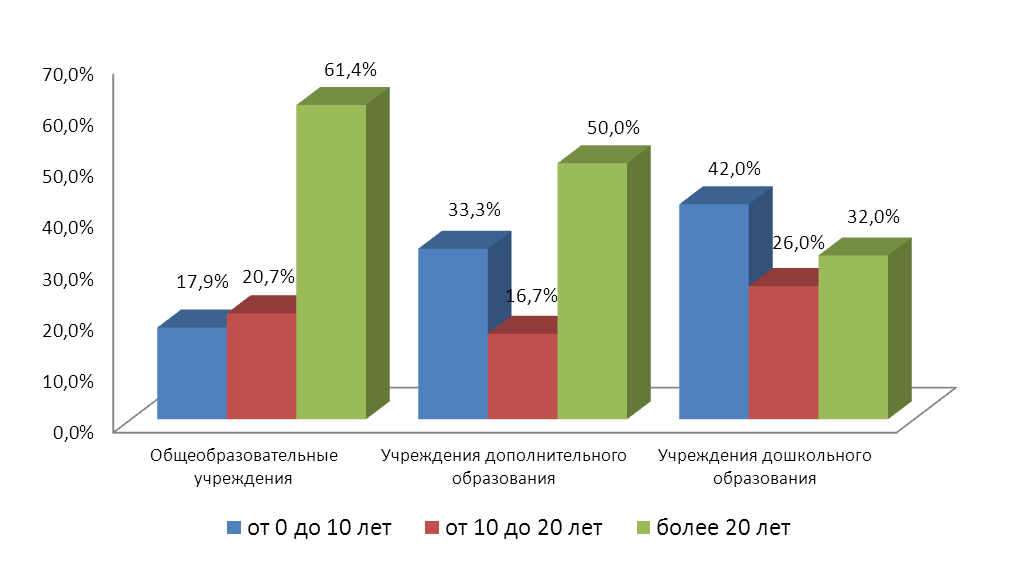 70,0%
60,0%
50,0%
40,0%
30,0%
20,0%
10,0%
0,0%
17,9%
20,7%
61,4%
33,3%
16,7%
50,0%
42,0%
26,0%
32,0%
Общеобразовательные
учреждения
Учреждения дополнительного
образования
Учреждения дошкольного
образования
от 0 до 10 лет
от 10 до 20 лет
более 20 лет